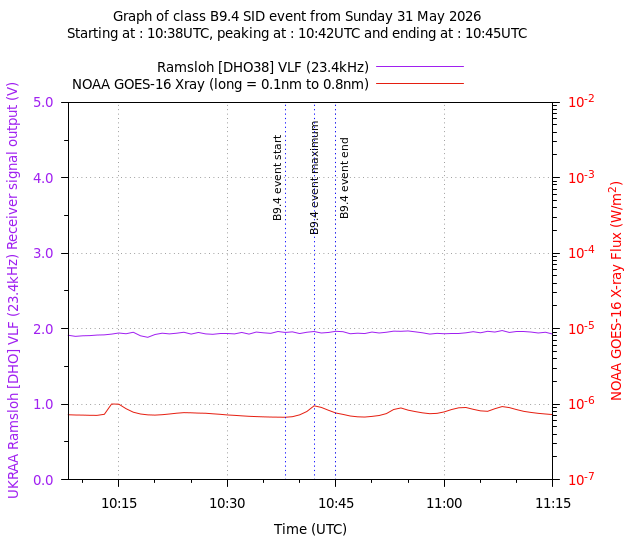 Graph of class B9.4 SID event from Sunday 31 May 2026
Starting at : 10:38UTC, peaking at : 10:42UTC and ending at : 10:45UTC
Ramsloh [DHO38] VLF (23.4kHz)
NOAA GOES-16 Xray (long = 0.1nm to 0.8nm)
UKRAA Ramsloh [DHO] VLF (23.4kHz) Receiver signal output (V)
5.0
4.0
3.0
2.0
1.0
0.0
B9.4 event start
B9.4 event maximum
B9.4 event end
10-2
10-3
10-4
10-5
10-6
10-7
NOAA GOES-16 X-ray Flux (W/m2)
10:15
10:30
10:45
11:00
11:15
Time (UTC)